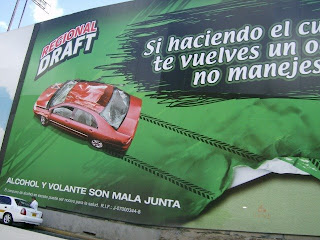 REGIONAL
DRAFT
Si haciendo el cu
te vuelves un o
no manejes
ALCOHOL Y VOLANTE SON MALA JUNTA